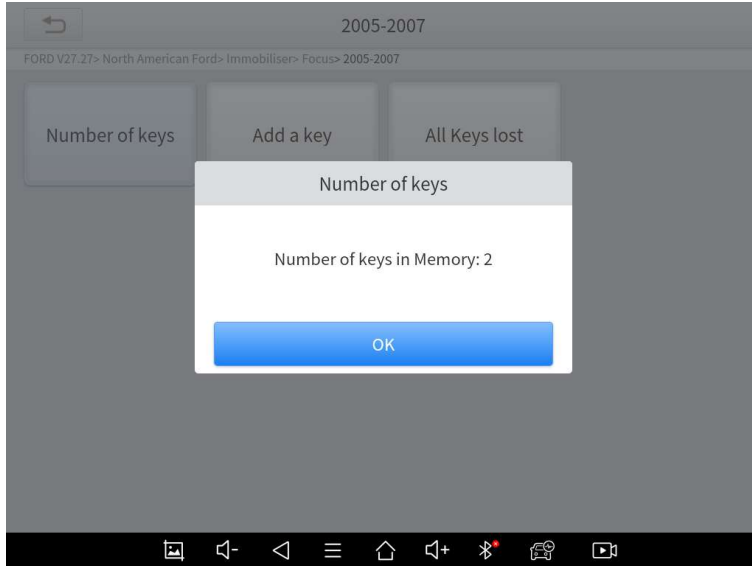 2005-2007
FORD V27.27> North American Ford> Immobiliser> Focus> 2005-2007
Number of keys
Add a key
All Keys lost
Number of keys
Number of keys in Memory: 2
OK